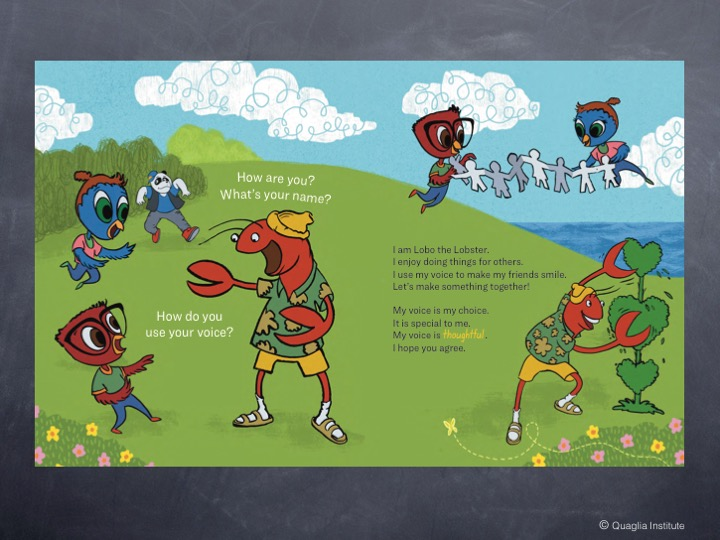 How are you?
What's your name?
How do you
use your voice?
I am Lobo the Lobster.
I enjoy doing things for others.
I use my voice to make my friends smile.
Let's make something together!
My voice is my choice.
It is special to me.
My voice is thoughtful.
I hope you agree.
© Quaglia Institute